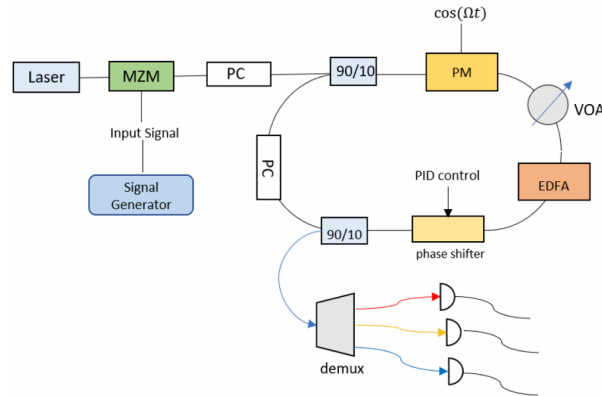 cos(Ωt)
Laser
MZM
PC
90/10
PM
VOA
Input Signal
PC
PID control
EDFA
Signal
Generator
90/10
phase shifter
demux